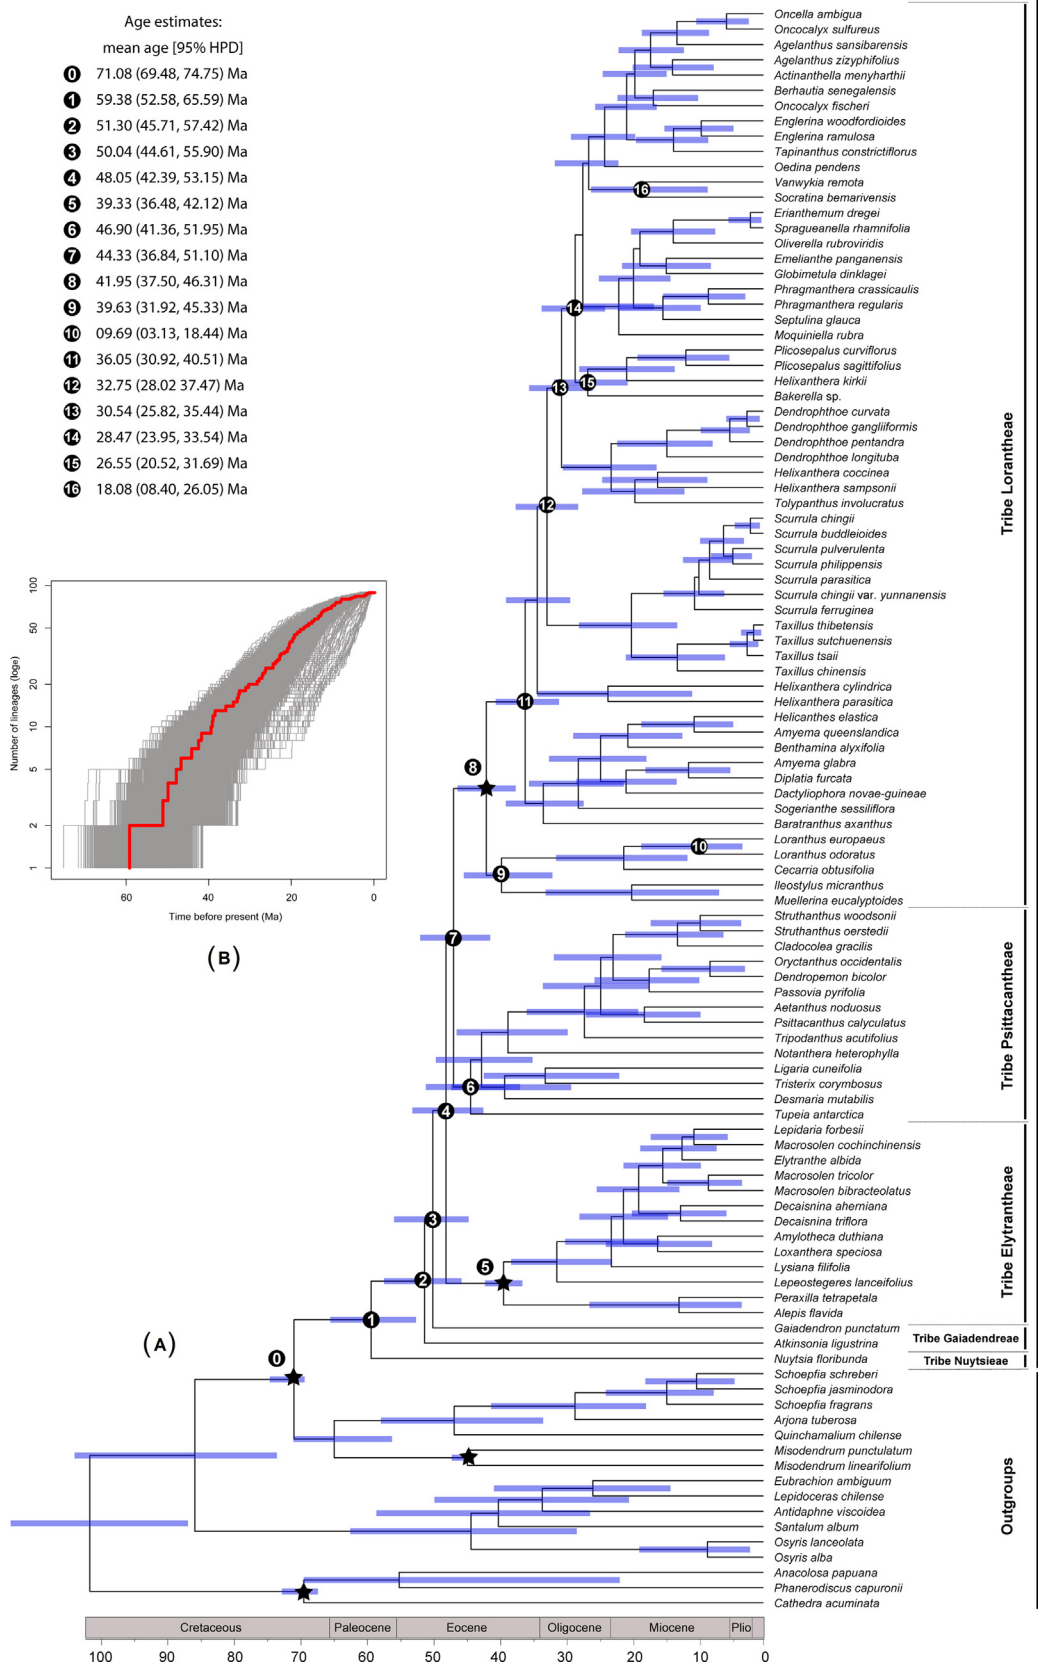 Age estimates:
mean age [95% HPD]
0 71.08 (69.48, 74.75) Ma
1 59.38 (52.58, 65.59) Ma
2 51.30 (45.71, 57.42) Ma
3 50.04 (44.61, 55.90) Ma
4 48.05 (42.39, 53.15) Ma
5 39.33 (36.48, 42.12) Ma
6 46.90 (41.36, 51.95) Ma
7 44.33 (36.84, 51.10) Ma
8 41.95 (37.50, 46.31) Ma
9 39.63 (31.92, 45.33) Ma
10 09.69 (03.13, 18.44) Ma
11 36.05 (30.92, 40.51) Ma
12 32.75 (28.02 37.47) Ma
13 30.54 (25.82, 35.44) Ma
14 28.47 (23.95, 33.54) Ma
15 26.55 (20.52, 31.69) Ma
16 18.08 (08.40, 26.05) Ma
Oncella ambigua
Oncocalyx sulfureus
Agelanthus sansibarensis
Agelanthus zizyphifolius
Actinanthella menyharthii
Berhautia senegalensis
Oncocalyx fischeri
Englerina woodfordioides
Englerina ramulosa
Tapinanthus constrictiflorus
Oedina pendens
Vanwykia remota
Socratina bemarivensis
Erianthemum dregei
Spragueanella rhamnifolia
Oliverella rubroviridis
Emelianthe panganensis
Globimetula dinklagei
Phragmanthera crassicaulis
Phragmanthera regularis
Septulina glauca
Moquiniella rubra
Plicosepalus curviflorus
Plicosepalus sagittifolius
Helixanthera kirkii
Bakerella sp.
Dendrophthoe curvata
Dendrophthoe gangliiformis
Dendrophthoe pentandra
Dendrophthoe longituba
Helixanthera coccinea
Helixanthera sampsonii
Tolypanthus involucratus
Scurrula chingii
Scurrula buddleioides
Scurrula pulverulenta
Scurrula philippensis
Scurrula parasitica
Scurrula chingii var. yunnanensis
Scurrula ferruginea
Taxillus thibetensis
Taxillus sutchuenensis
Taxillus tsaii
Taxillus chinensis
Helixanthera cylindrica
Helixanthera parasitica
Helicanthes elastica
Amyema queenslandica
Benthamina alyxifolia
Amyema glabra
Diplatia furcata
Dactyliophora novae-guineae
Sogerianthe sessiliflora
Baratranthus axanthus
Loranthus europaeus
Loranthus odoratus
Cecarria obtusifolia
Ileostylus micranthus
Muellerina eucalyptoides
Struthanthus woodsonii
Struthanthus oerstedii
Cladocolea gracilis
Oryctanthus occidentalis
Dendropemon bicolor
Passovia pyrifolia
Aetanthus noduosus
Psittacanthus calyculatus
Tripodanthus acutifolius
Notanthera heterophylla
Ligaria cuneifolia
Tristerix corymbosus
Desmaria mutabilis
Tupeia antarctica
Lepidaria forbesii
Macrosolen cochinchinensis
Elytranthe albida
Macrosolen tricolor
Macrosolen bibracteolatus
Decaisnina aherniana
Decaisnina triflora
Amylotheca duthiana
Loxanthera speciosa
Lysiana filifolia
Lepeostegeres lanceifolius
Peraxilla tetrapetala
Alepis flavida
Gaiadendron punctatum
Atkinsonia ligustrina
Nuytsia floribunda
Schoepfia schreberi
Schoepfia jasminodora
Schoepfia fragrans
Arjona tuberosa
Quinchamalium chilense
Misodendrum punctulatum
Misodendrum linearifolium
Eubrachion ambiguum
Lepidoceras chilense
Antidaphne viscoidea
Santalum album
Osyris lanceolata
Osyris alba
Anacolosa papuana
Phanerodiscus capuronii
Cathedra acuminata
Tribe Lorantheae
Tribe Psittacantheae
Tribe Elytrantheae
Tribe Gaiadendreae
Tribe Nuytsieae
Outgroups
16
14
15
13
12
11
8
10
9
7
6
4
3
5
2
1
0
Number of lineages (loge)
100
50
20
10
5
2
1
60 40 20 0
Time before present (Ma)
(B)
(A)
Cretaceous Paleocene Eocene Oligocene Miocene Plio
100 90 80 70 60 50 40 30 20 10 0